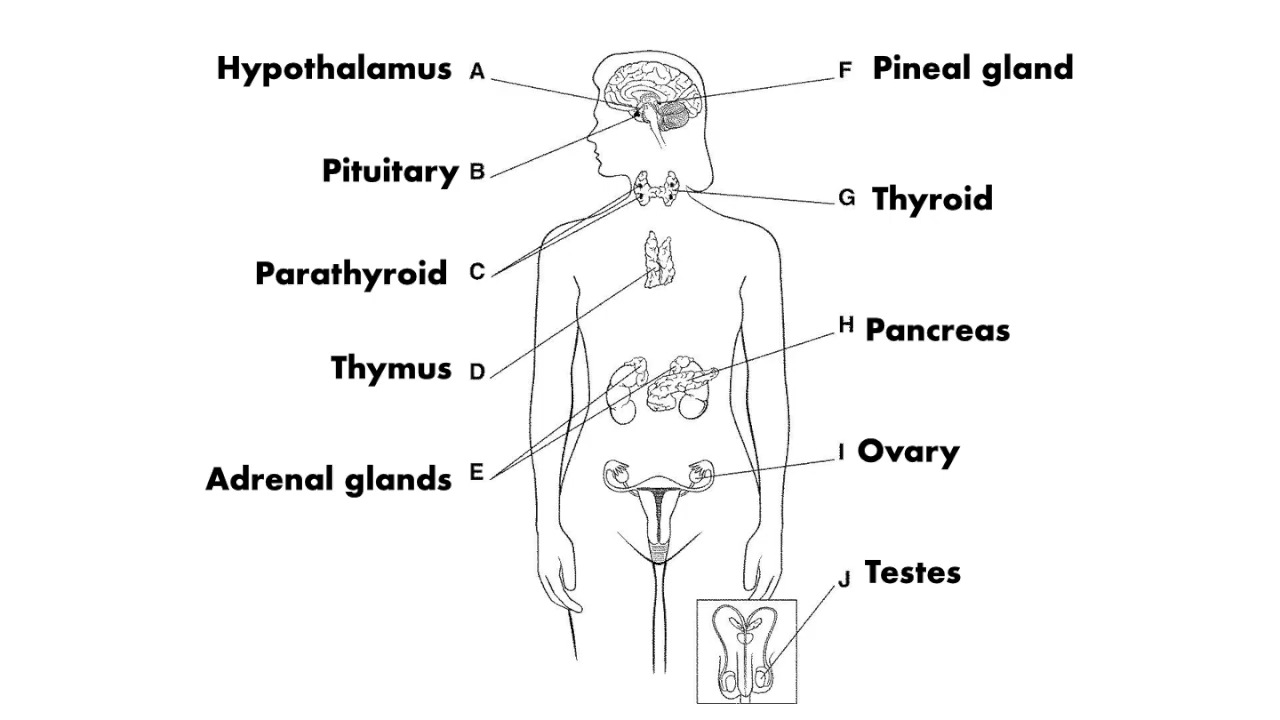 Hypothalamus A
F Pineal gland
Pituitary B
G Thyroid
Parathyroid C
H Pancreas
Thymus D
I Ovary
Adrenal glands E
J Testes